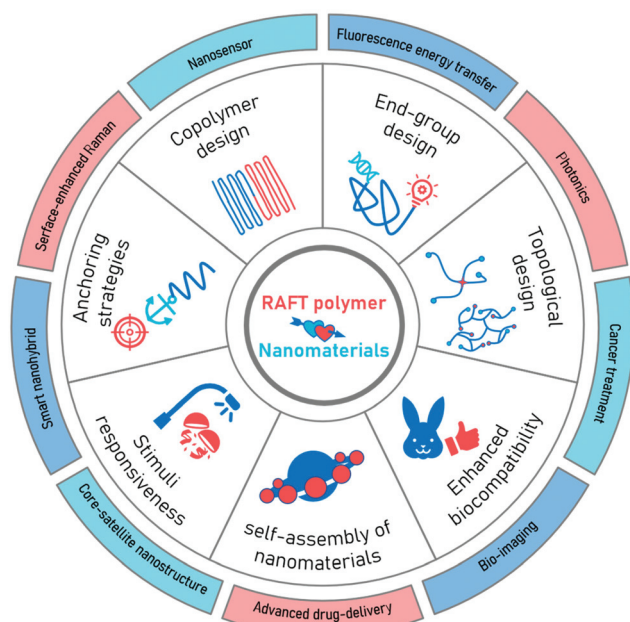 Nanosensor
Fluorescence energy transfer
Photonics
Cancer treatment
Bio-imaging
Advanced drug-delivery
Core-satellite nanostructure
Smart nanohybrid
Serface-enhanced Raman
Copolymer
design
End-group
design
Topological
design
Enhanced
biocompatibility
self-assembly of
nanomaterials
Stimuli
responsiveness
Anchoring
strategies
RAFT polymer
Nanomaterials